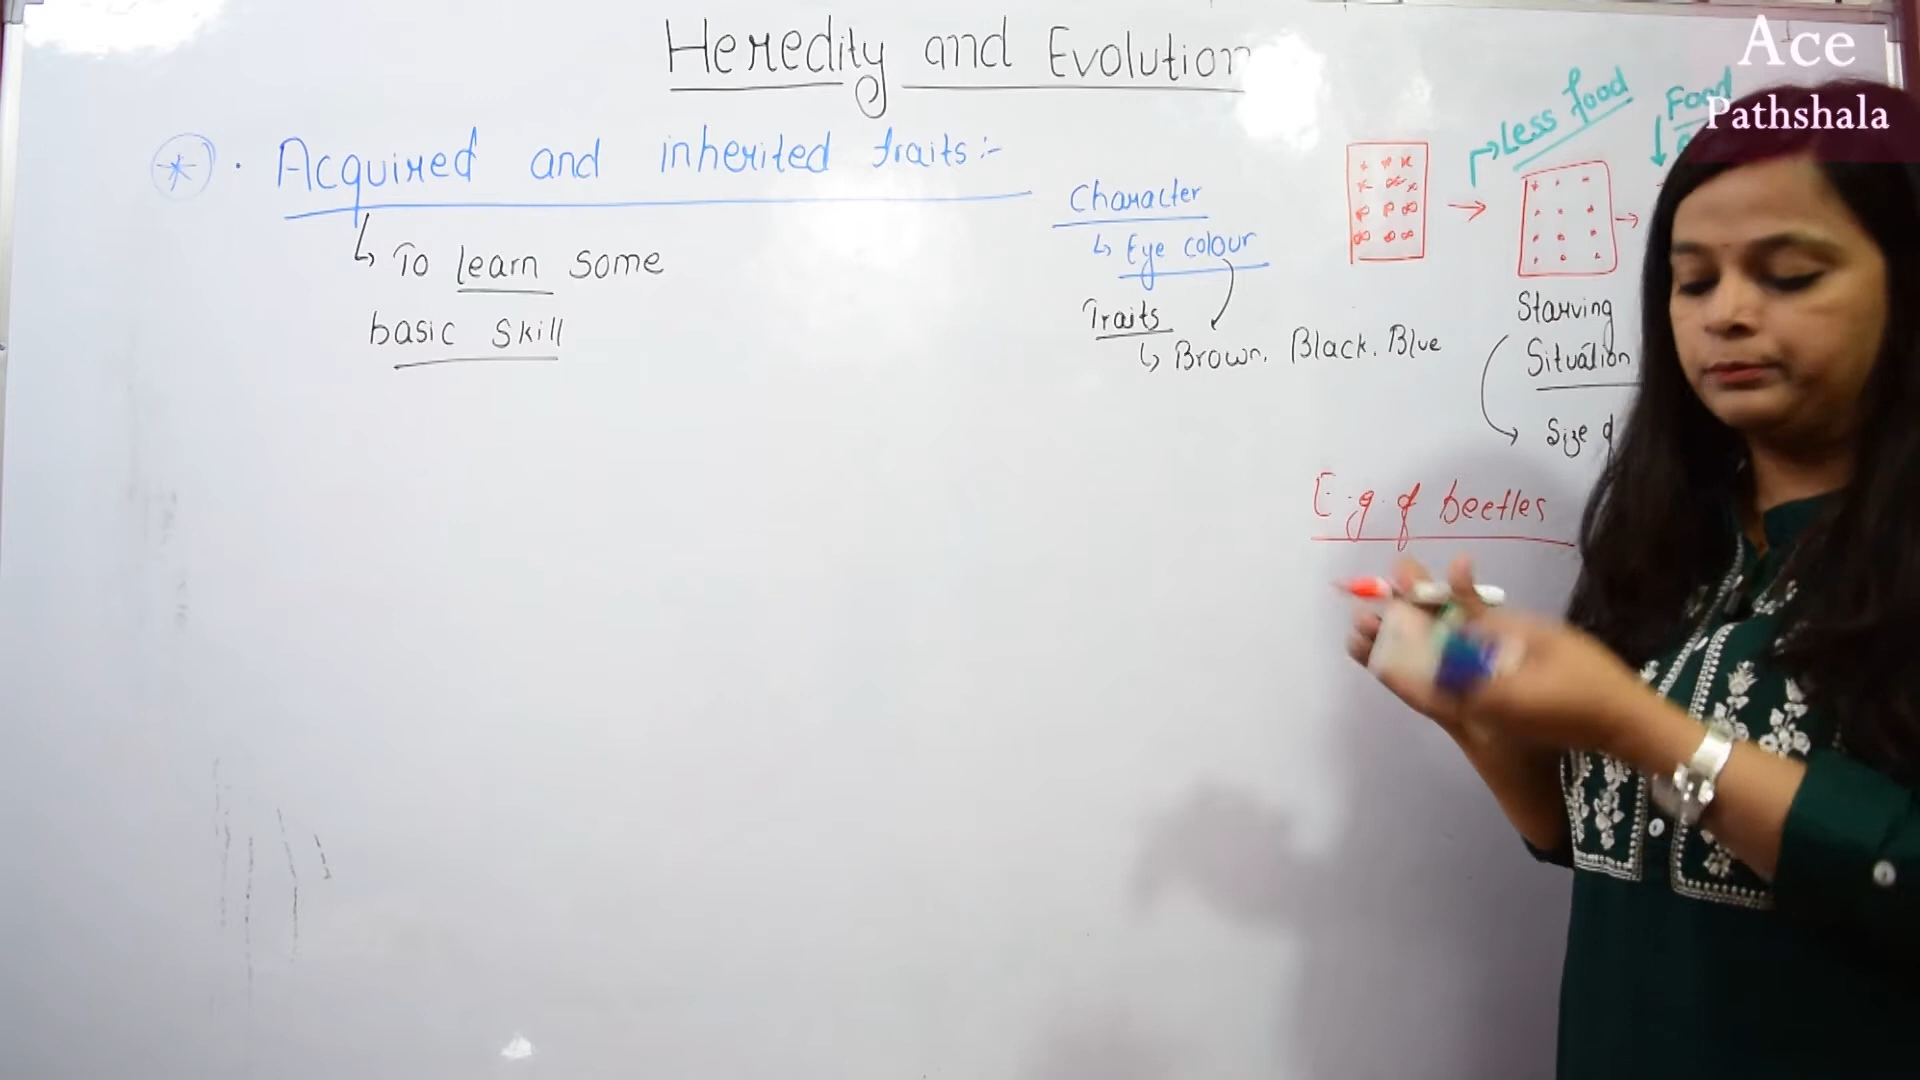 Heredity and Evolution
Ace
Pathshala
Acquired and inherited traits:-
To learn some
basic skill
Character
Eye colour
Traits
Brown, Black, Blue
Less food
Food
Starving
Situation
Size of
E.g. of beetles